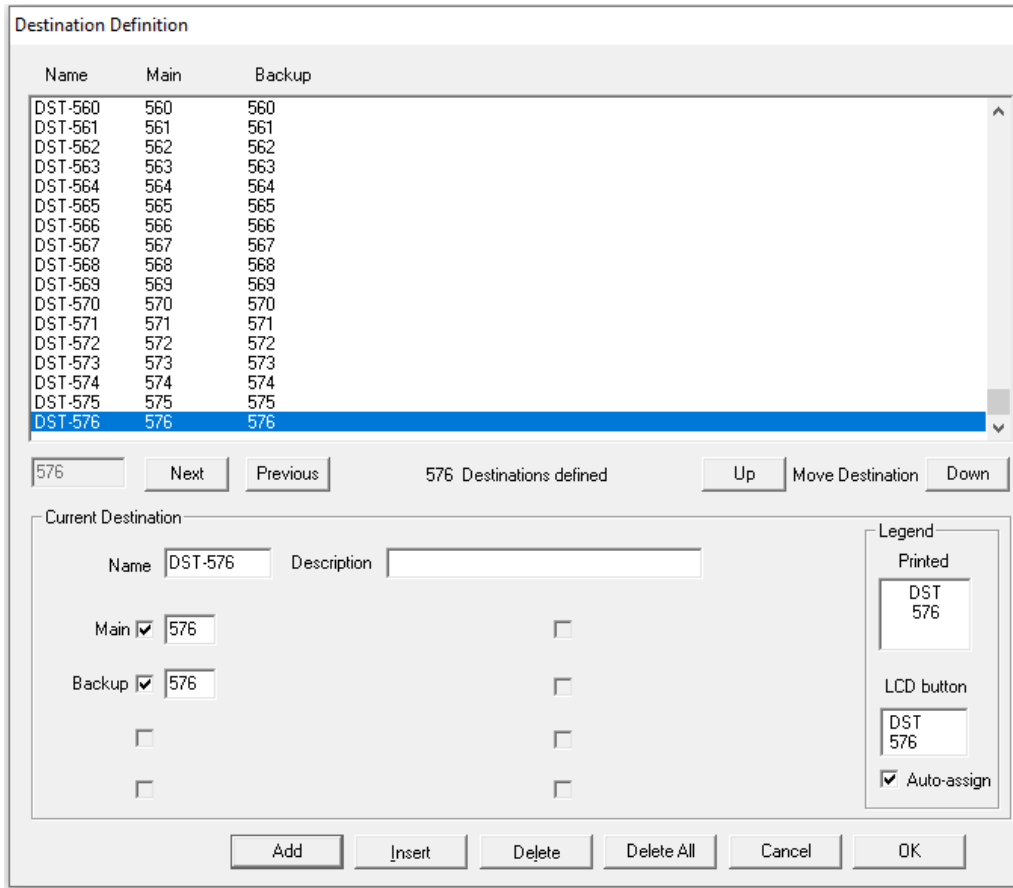 Destination Definition
Name Main Backup
DST-560 560 560
DST-561 561 561
DST-562 562 562
DST-563 563 563
DST-564 564 564
DST-565 565 565
DST-566 566 566
DST-567 567 567
DST-568 568 568
DST-569 569 569
DST-570 570 570
DST-571 571 571
DST-572 572 572
DST-573 573 573
DST-574 574 574
DST-575 575 575
DST-576 576 576
576 Next Previous 576 Destinations defined Up Move Destination Down
Current Destination
Name DST-576 Description
Main 576
Backup 576
Legend
Printed
DST
576
LCD button
DST
576
Auto-assign
Add Insert Delete Delete All Cancel OK